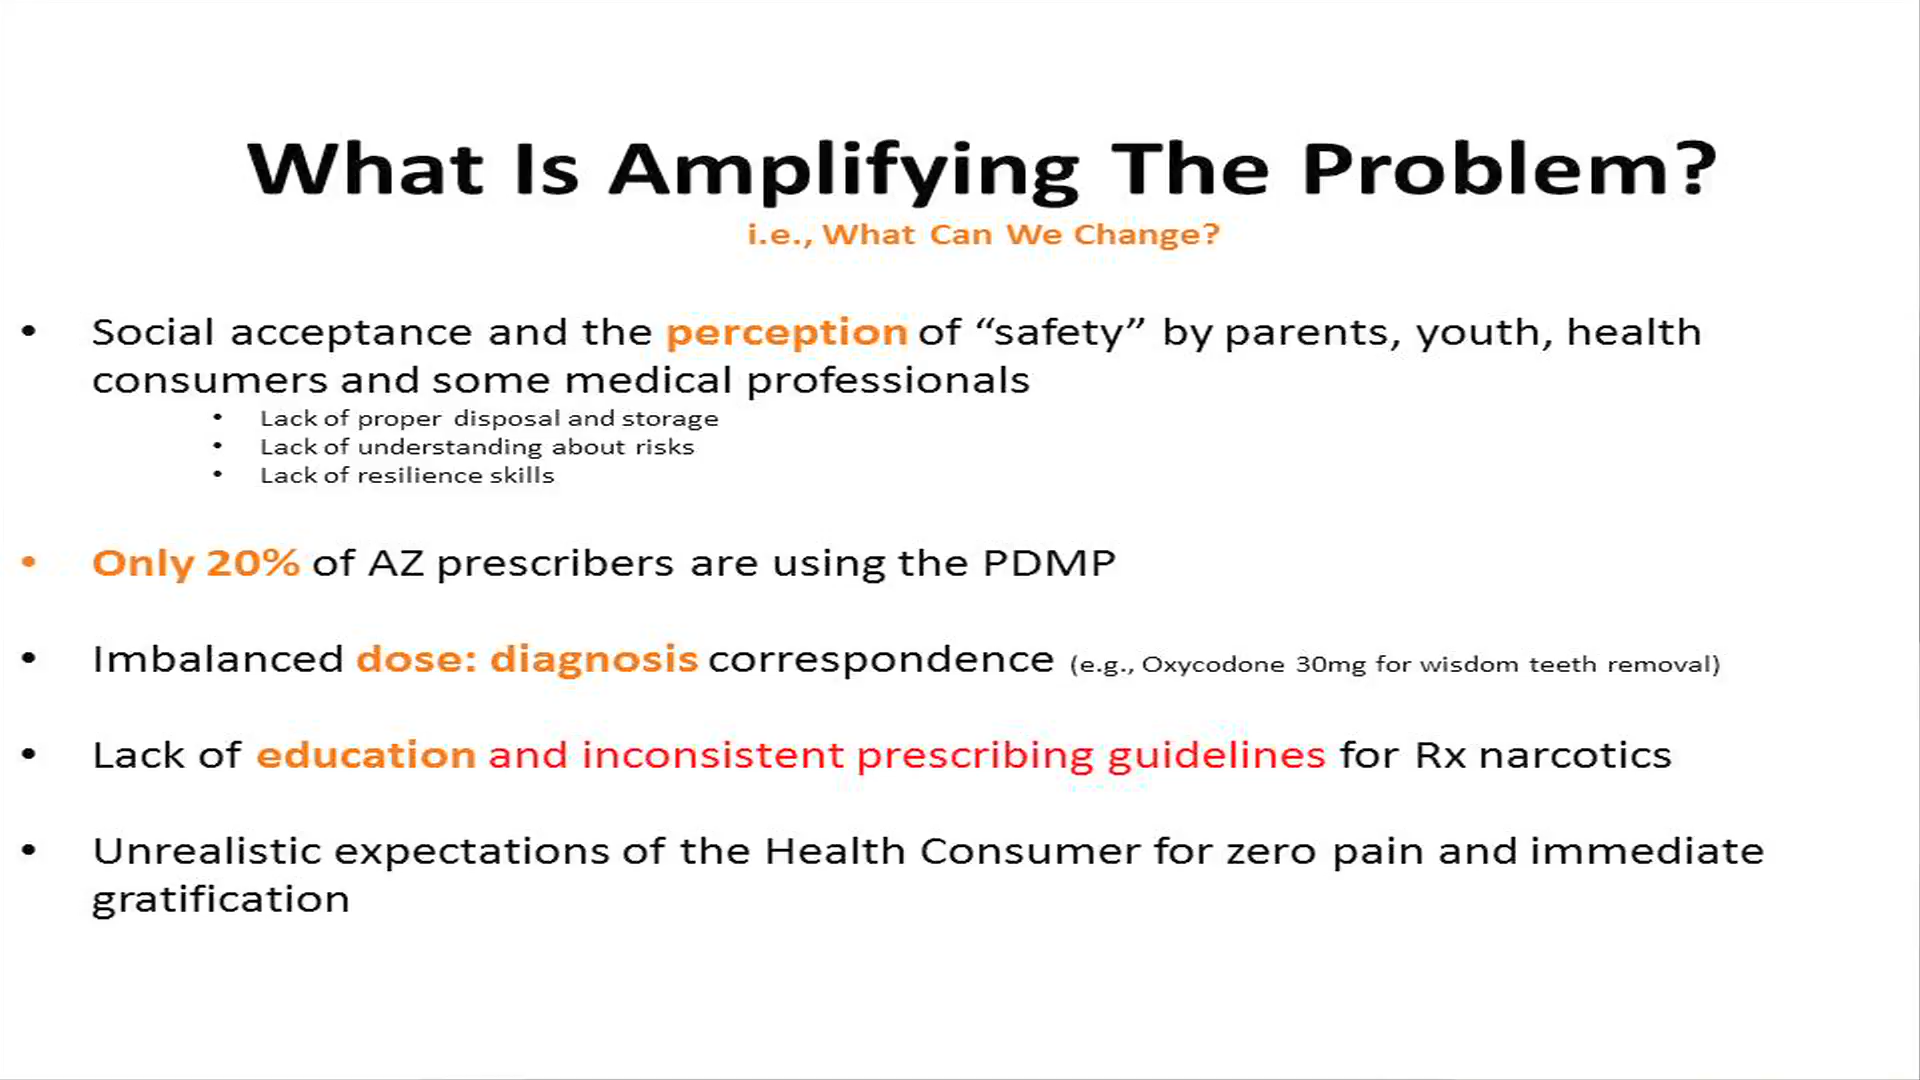 What Is Amplifying The Problem?
i.e., What Can We Change?
• Social acceptance and the perception of “safety” by parents, youth, health
consumers and some medical professionals
• Lack of proper disposal and storage
• Lack of understanding about risks
• Lack of resilience skills
• Only 20% of AZ prescribers are using the PDMP
• Imbalanced dose: diagnosis correspondence (e.g., Oxycodone 30mg for wisdom teeth removal)
• Lack of education and inconsistent prescribing guidelines for Rx narcotics
• Unrealistic expectations of the Health Consumer for zero pain and immediate
gratification